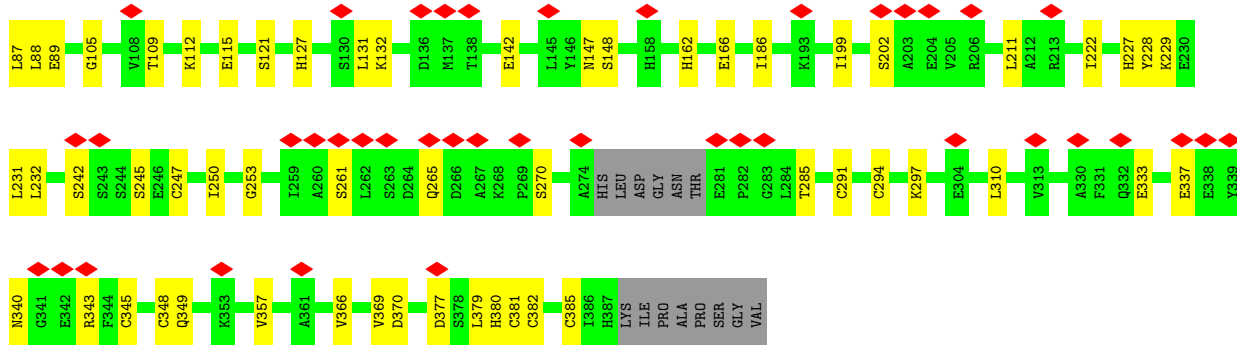 L87 L88 E89 G105 V108 T109 K112 E115 S121 H127 S130 L131 K132 D136 M137 T138 E142 L145 Y146 N147 S148 H158 H162 E166 I186 K193 I199 S202 A203 E204 V205 R206 L211 A212 R213 I222 H227 Y228 K229 E230
L231 L232 S242 S243 S244 S245 E246 C247 I250 G253 I259 A260 S261 L262 S263 D264 Q265 D266 A267 K268 P269 S270 A274 HIS LEU ASP GLY ASN THR E281 P282 G283 L284 T285 C291 C294 K297 E304 L310 V313 A330 F331 Q332 E333 E337 E338 Y339
N340 G341 E342 R343 F344 C345 C348 Q349 K353 V357 A361 V366 V369 D370 D377 S378 L379 H380 C381 C382 C385 I386 H387 LYS ILE PRO ALA PRO SER GLY VAL